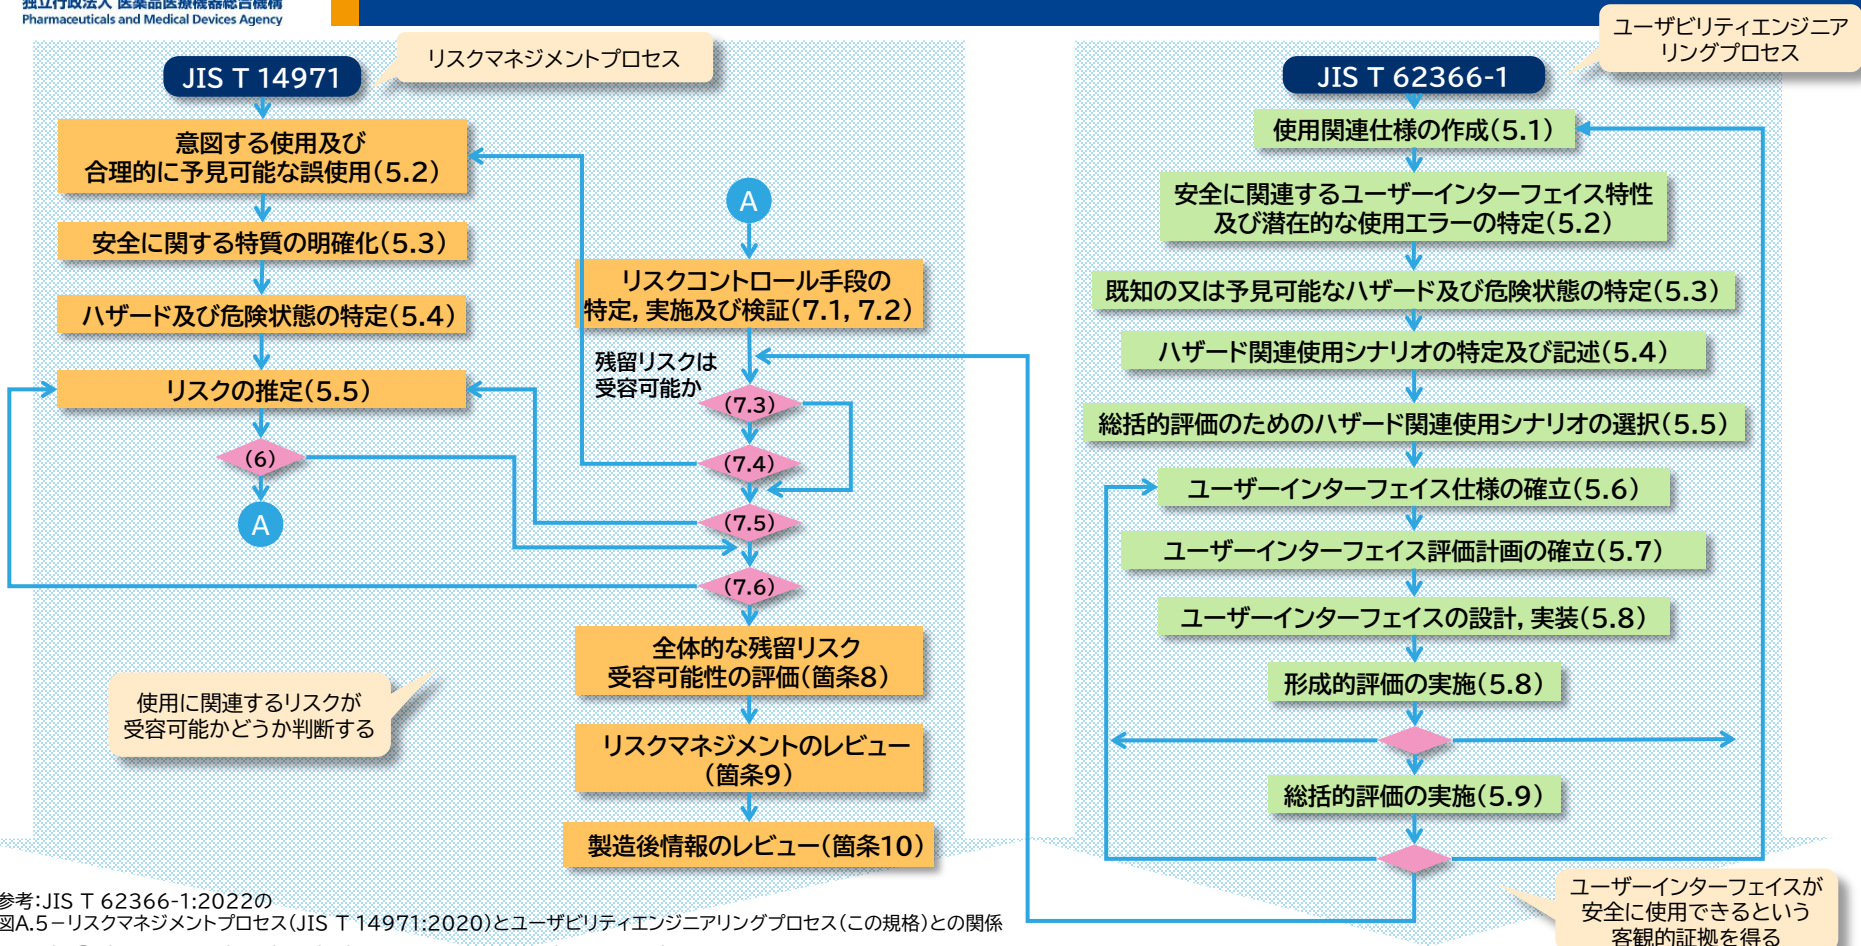 独立行政法人 医薬品医療機器総合機構
Pharmaceuticals and Medical Devices Agency
リスクマネジメントプロセス
JIS T 14971
意図する使用及び
合理的に予見可能な誤使用(5.2)
安全に関する特質の明確化(5.3)
ハザード及び危険状態の特定(5.4)
リスクの推定(5.5)
(6)
A
A
リスクコントロール手段の
特定, 実施及び検証(7.1, 7.2)
残留リスクは
受容可能か
(7.3)
(7.4)
(7.5)
(7.6)
全体的な残留リスク
受容可能性の評価(箇条8)
リスクマネジメントのレビュー
(箇条9)
製造後情報のレビュー(箇条10)
使用に関連するリスクが
受容可能かどうか判断する
ユーザビリティエンジニア
リングプロセス
JIS T 62366-1
使用関連仕様の作成(5.1)
安全に関連するユーザーインターフェイス特性
及び潜在的な使用エラーの特定(5.2)
既知の又は予見可能なハザード及び危険状態の特定(5.3)
ハザード関連使用シナリオの特定及び記述(5.4)
総括的評価のためのハザード関連使用シナリオの選択(5.5)
ユーザーインターフェイス仕様の確立(5.6)
ユーザーインターフェイス評価計画の確立(5.7)
ユーザーインターフェイスの設計, 実装(5.8)
形成的評価の実施(5.8)
総括的評価の実施(5.9)
ユーザーインターフェイスが
安全に使用できるという
客観的証拠を得る
参考:JIS T 62366-1:2022の
図A.5－リスクマネジメントプロセス(JIS T 14971:2020)とユーザビリティエンジニアリングプロセス(この規格)との関係